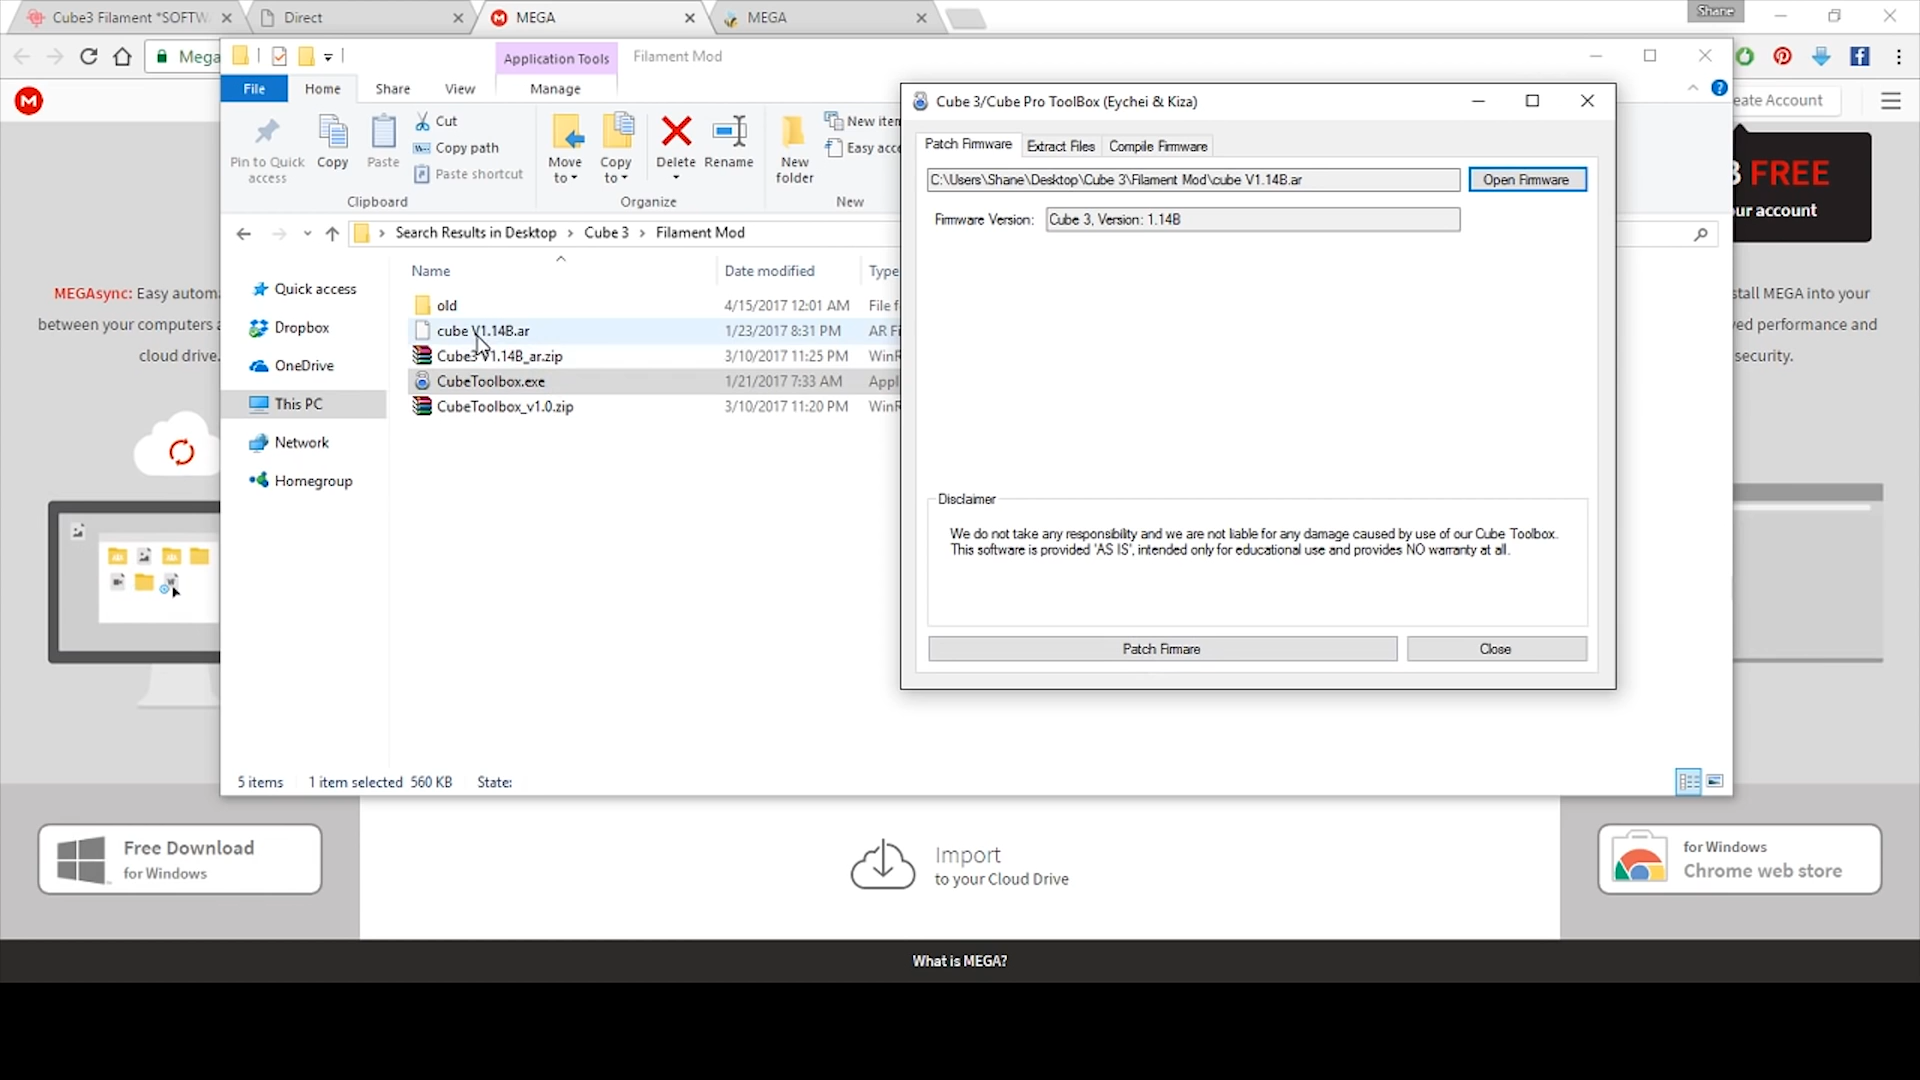 Cube3 Filament *SOFTW
Direct
MEGA
MEGA
Shane
Mega
Application Tools
Filament Mod
File
Home
Share
View
Manage
Pin to Quick access
Copy
Paste
Cut
Copy path
Paste shortcut
Move to
Copy to
Delete
Rename
New folder
New item
Easy acce
Clipboard
Organize
New
Search Results in Desktop
Cube 3
Filament Mod
Name
Date modified
Type
Quick access
Dropbox
OneDrive
This PC
Network
Homegroup
old 4/15/2017 12:01 AM File f
cube V1.14B.ar 1/23/2017 8:31 PM AR Fi
Cube3 V1.14B_ar.zip 3/10/2017 11:25 PM WinR
CubeToolbox.exe 1/21/2017 7:33 AM Appl
CubeToolbox_v1.0.zip 3/10/2017 11:20 PM WinR
5 items
1 item selected 560 KB
State:
Cube 3/Cube Pro ToolBox (Eychei & Kiza)
Patch Firmware
Extract Files
Compile Firmware
C:\Users\Shane\Desktop\Cube 3\Filament Mod\cube V1.14B.ar
Open Firmware
Firmware Version:
Cube 3, Version: 1.14B
Disclaimer
We do not take any responsibility and we are not liable for any damage caused by use of our Cube Toolbox.
This software is provided 'AS IS', intended only for educational use and provides NO warranty at all.
Patch Firmare
Close
eate Account
FREE
ur account
MEGAsync: Easy automa
between your computers a
cloud drive.
stall MEGA into your
ved performance and
security.
Free Download
for Windows
Import
to your Cloud Drive
for Windows
Chrome web store
What is MEGA?